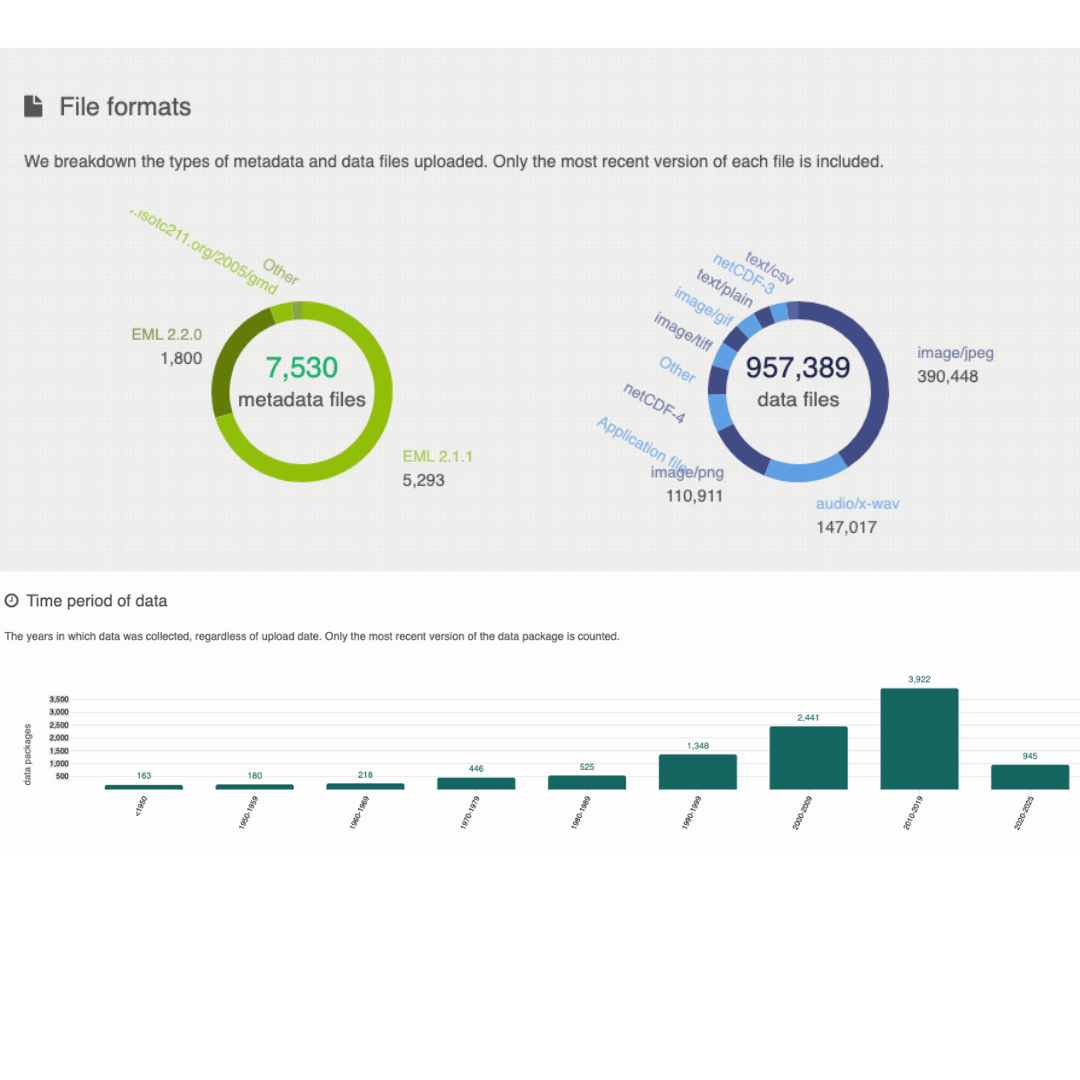 File formats
We breakdown the types of metadata and data files uploaded. Only the most recent version of each file is included.
..isotc211.org/2005/gmd
Other
EML 2.2.0
1,800
7,530
metadata files
EML 2.1.1
5,293
text/csv
netCDF-3
text/plain
image/gif
image/tiff
Other
netCDF-4
Application file
image/png
110,911
957,389
data files
image/jpeg
390,448
audio/x-wav
147,017
Time period of data
The years in which data was collected, regardless of upload date. Only the most recent version of the data package is counted.
data packages
3,500
3,000
2,500
2,000
1,500
1,000
500
163
180
218
446
525
1,348
2,441
3,922
945
<1950
1950-1959
1960-1969
1970-1979
1980-1989
1990-1999
2000-2009
2010-2019
2020-2025